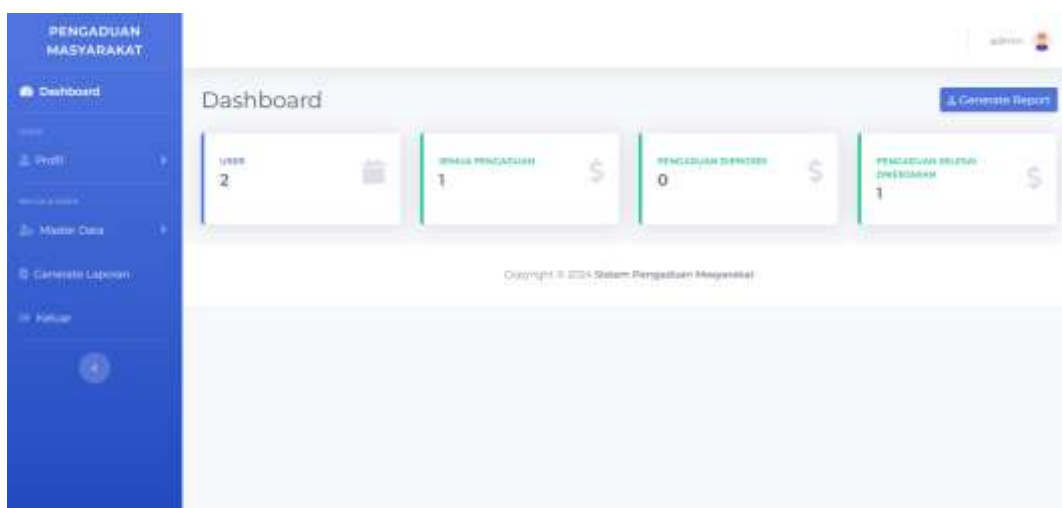 PENGADUAN
MASYARAKAT
admin
Dashboard
Dashboard
Generate Report
USER
Profil
USER
2
SEMUA PENGADUAN
1
PENGADUAN DIPROSES
0
PENGADUAN SELESAI
DIKERJAKAN
1
Master Data
Generate Laporan
Copyright © 2024 Sistem Pengaduan Masyarakat
Keluar